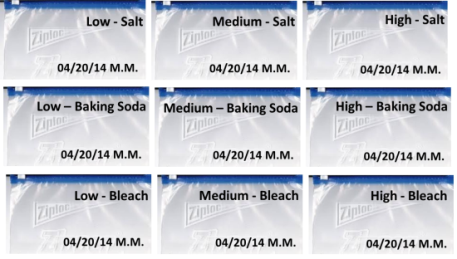 Low - Salt
Medium - Salt
High - Salt
Ziploc
Ziploc
Ziploc
04/20/14 M.M.
04/20/14 M.M.
04/20/14 M.M.
Low – Baking Soda
Medium – Baking Soda
High – Baking Soda
Ziploc
Ziploc
Ziploc
04/20/14 M.M.
04/20/14 M.M.
04/20/14 M.M.
Low - Bleach
Medium - Bleach
High - Bleach
Ziploc
Ziploc
Ziploc
04/20/14 M.M.
04/20/14 M.M.
04/20/14 M.M.